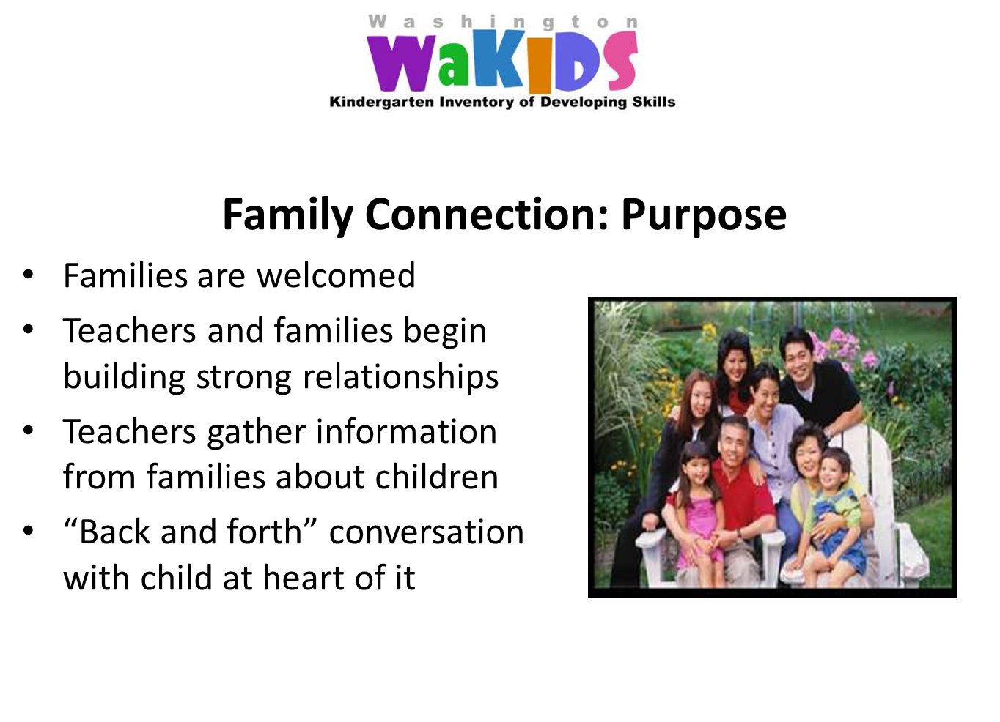 Washington
WaKIDS
Kindergarten Inventory of Developing Skills
Family Connection: Purpose
• Families are welcomed
• Teachers and families begin
building strong relationships
• Teachers gather information
from families about children
• “Back and forth” conversation
with child at heart of it